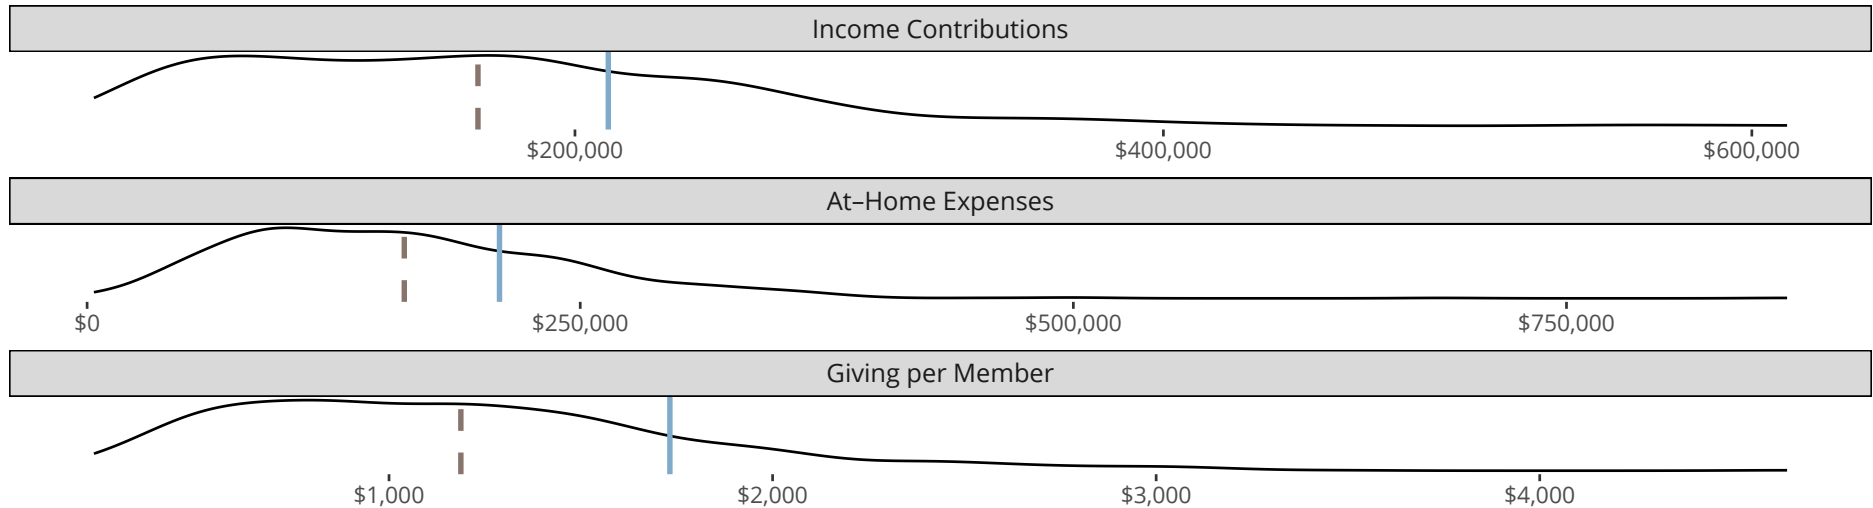 Income Contributions
$200,000 $400,000 $600,000
At–Home Expenses
$0 $250,000 $500,000 $750,000
Giving per Member
$1,000 $2,000 $3,000 $4,000